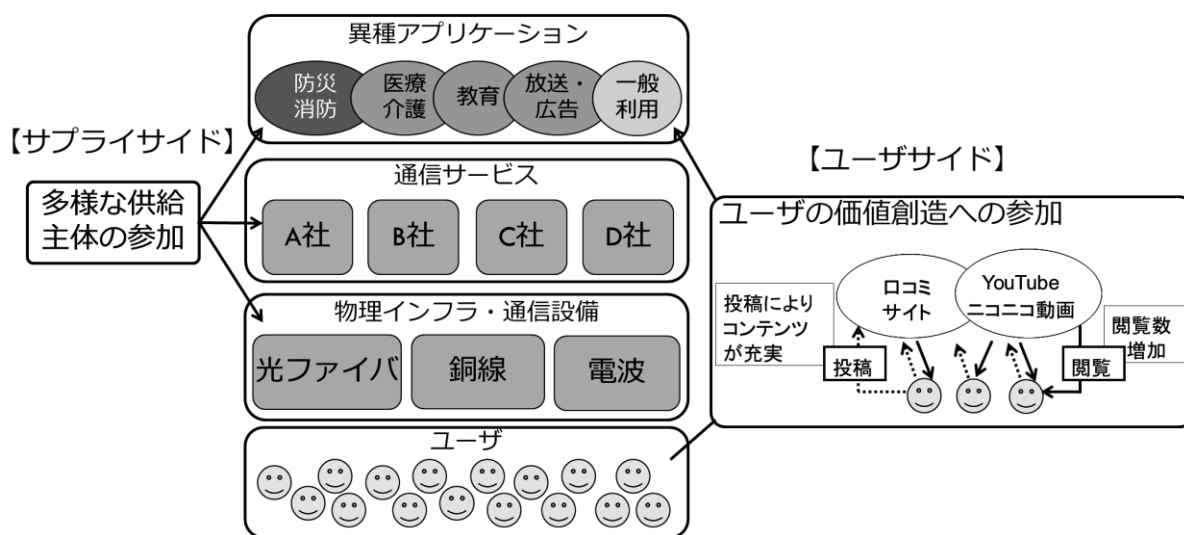 異種アプリケーション
防災
消防
医療
介護
教育
放送・
広告
一般
利用
【サプライサイド】
多様な供給
主体の参加
通信サービス
A社
B社
C社
D社
物理インフラ・通信設備
光ファイバ
銅線
電波
ユーザ
【ユーザサイド】
ユーザの価値創造への参加
口コミ
サイト
YouTube
ニコニコ動画
投稿により
コンテンツ
が充実
投稿
閲覧
閲覧数
増加